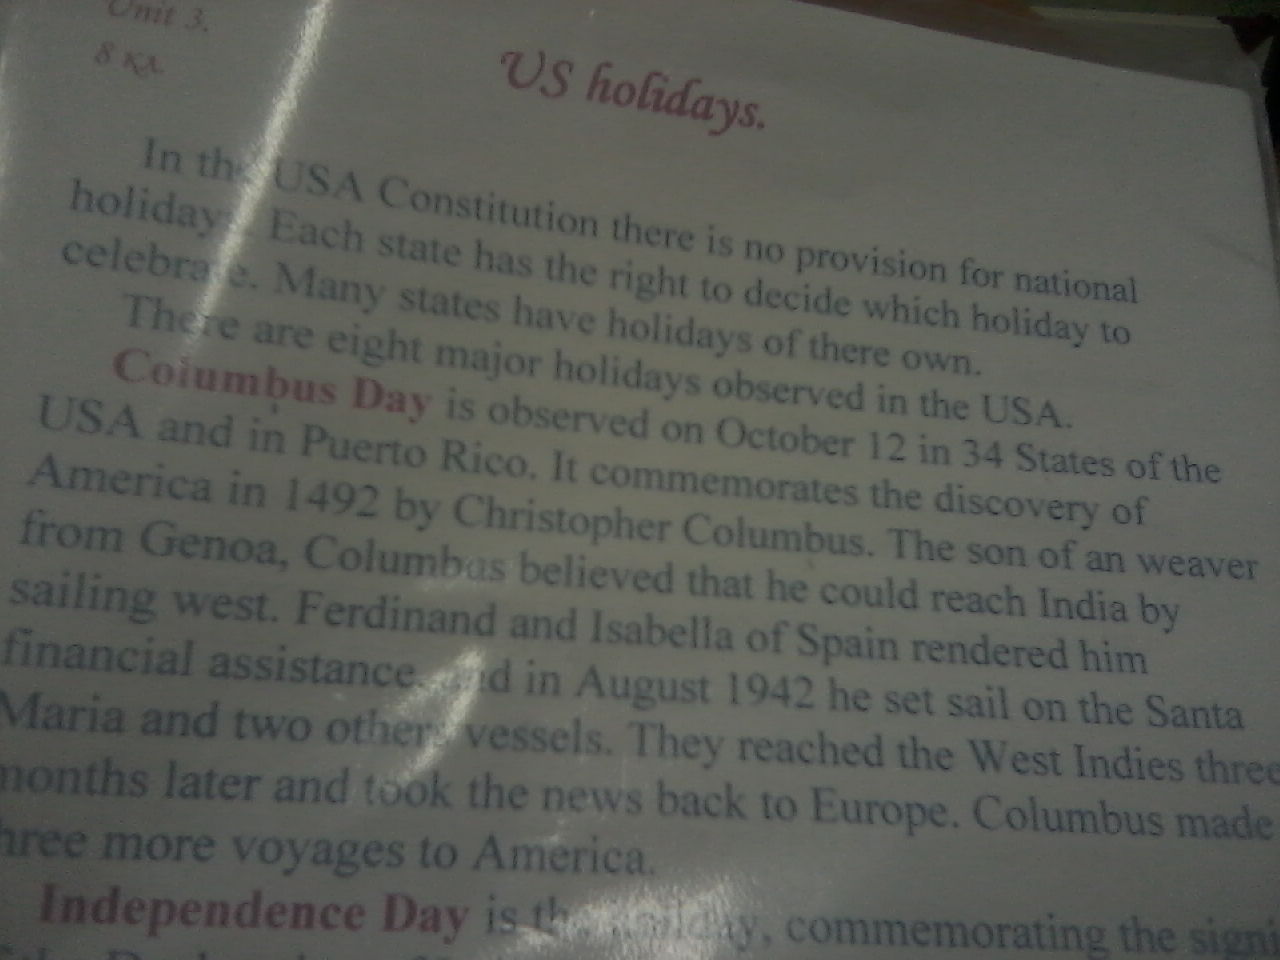 Unit 3.
8 кл.
US holidays.
In the USA Constitution there is no provision for national
holidays. Each state has the right to decide which holiday to
celebrate. Many states have holidays of there own.
There are eight major holidays observed in the USA.
Columbus Day is observed on October 12 in 34 States of the
USA and in Puerto Rico. It commemorates the discovery of
America in 1492 by Christopher Columbus. The son of an weaver
from Genoa, Columbus believed that he could reach India by
sailing west. Ferdinand and Isabella of Spain rendered him
financial assistance and in August 1942 he set sail on the Santa
Maria and two other vessels. They reached the West Indies three
months later and took the news back to Europe. Columbus made
hree more voyages to America.
Independence Day is the holiday, commemorating the signi